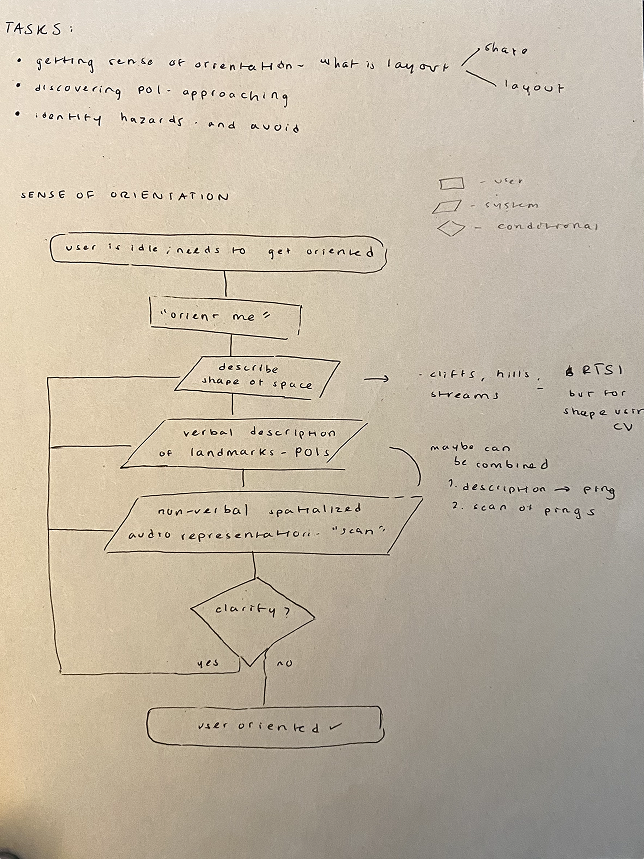 TASKS:
• getting sense of orientation - what is layout
shape
layout
• discovering POI - approaching
• identify hazards - and avoid
SENSE OF ORIENTATION
- user
- system
- conditional
user is idle; needs to get oriented
"orient me"
describe
shape of space
→ - cliffs, hills,
streams
RTSI
but for
shape using
CV
verbal description
of landmarks - POIs
maybe can
be combined
1. description → ping
2. scan of pings
non-verbal spatialized
audio representation - "scan"
clarify?
yes
no
user oriented ✓